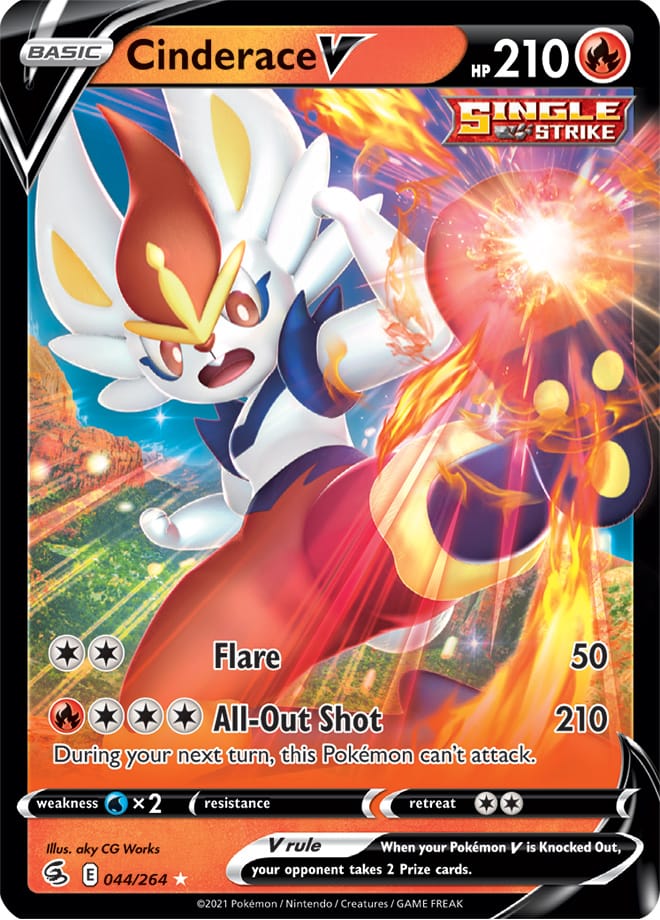 BASIC
Cinderace V
HP 210
SINGLE
STRIKE
Flare 50
All-Out Shot 210
During your next turn, this Pokémon can't attack.
weakness ×2 resistance retreat
Illus. aky CG Works
V rule When your Pokémon V is Knocked Out,
your opponent takes 2 Prize cards.
E 044/264
©2021 Pokémon / Nintendo / Creatures / GAME FREAK